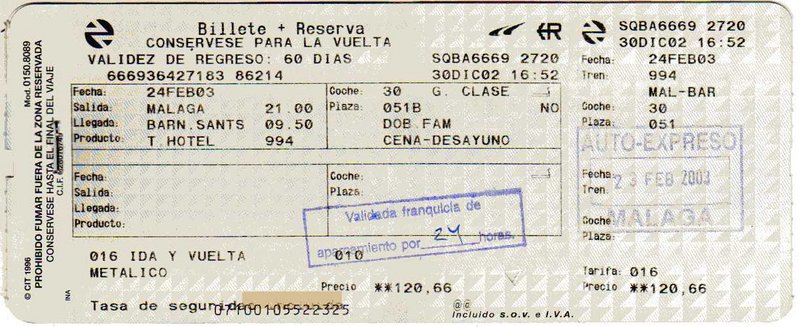 Billete + Reserva
CONSERVESE PARA LA VUELTA
VALIDEZ DE REGRESO: 60 DIAS SQBA6669 2720
666936427183 86214 30DIC02 16:52
Fecha: 24FEB03 Coche: 30 G. CLASE
Salida: MALAGA 21.00 Plaza: 051B NO
Llegada: BARN.SANTS 09.50 DOB FAM
Producto: T.HOTEL 994 CENA-DESAYUNO
Fecha: Coche:
Salida: Plaza:
Llegada:
Producto:
Validada franquicia de
aparcamiento por 24 horas.
016 IDA Y VUELTA 010
METALICO
Precio **120,66
Tasa de segurid
07100105522325
Incluido s.o.v. e I.V.A.
SQBA6669 2720
30DIC02 16:52
Fecha: 24FEB03
Tren: 994
MAL-BAR
Coche: 30
Plaza: 051
AUTO-EXPRESO
Fecha:
23 FEB 2003
Tren:
Coche:
MALAGA
Plaza:
Tarifa: 016
Precio **120,66
Mod. 0150.8089
PROHIBIDO FUMAR FUERA DE LA ZONA RESERVADA
CONSERVESE HASTA EL FINAL DEL VIAJE
C.I.F.
© CIT 1996
INA